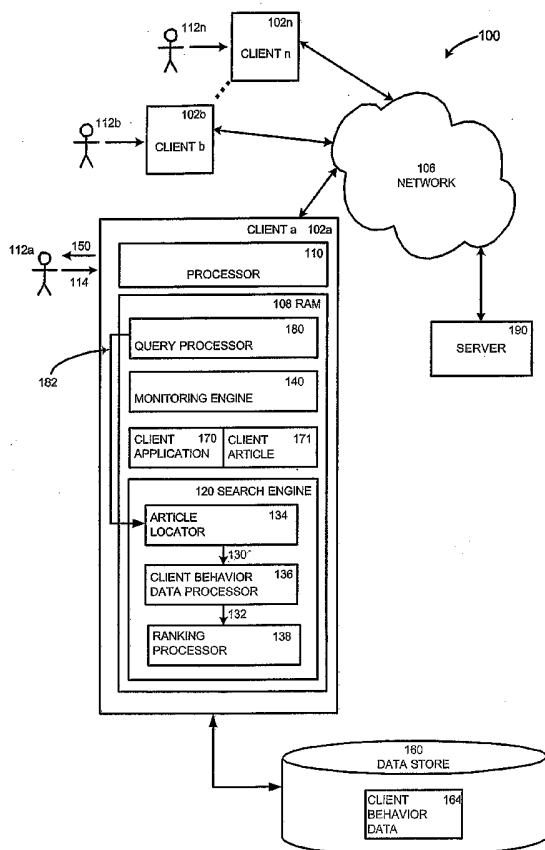 112n
102n
CLIENT n
100
112b
102b
CLIENT b
106
NETWORK
CLIENT a 102a
112a
150
114
110
PROCESSOR
108 RAM
180
QUERY PROCESSOR
182
140
MONITORING ENGINE
190
SERVER
CLIENT 170
APPLICATION
CLIENT 171
ARTICLE
120 SEARCH ENGINE
ARTICLE 134
LOCATOR
130
CLIENT BEHAVIOR 136
DATA PROCESSOR
132
RANKING 138
PROCESSOR
160
DATA STORE
CLIENT 164
BEHAVIOR
DATA